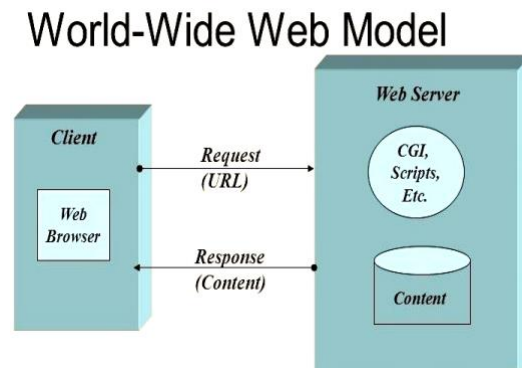 World-Wide Web Model
Client
Web
Browser
Request
(URL)
Response
(Content)
Web Server
CGI,
Scripts,
Etc.
Content